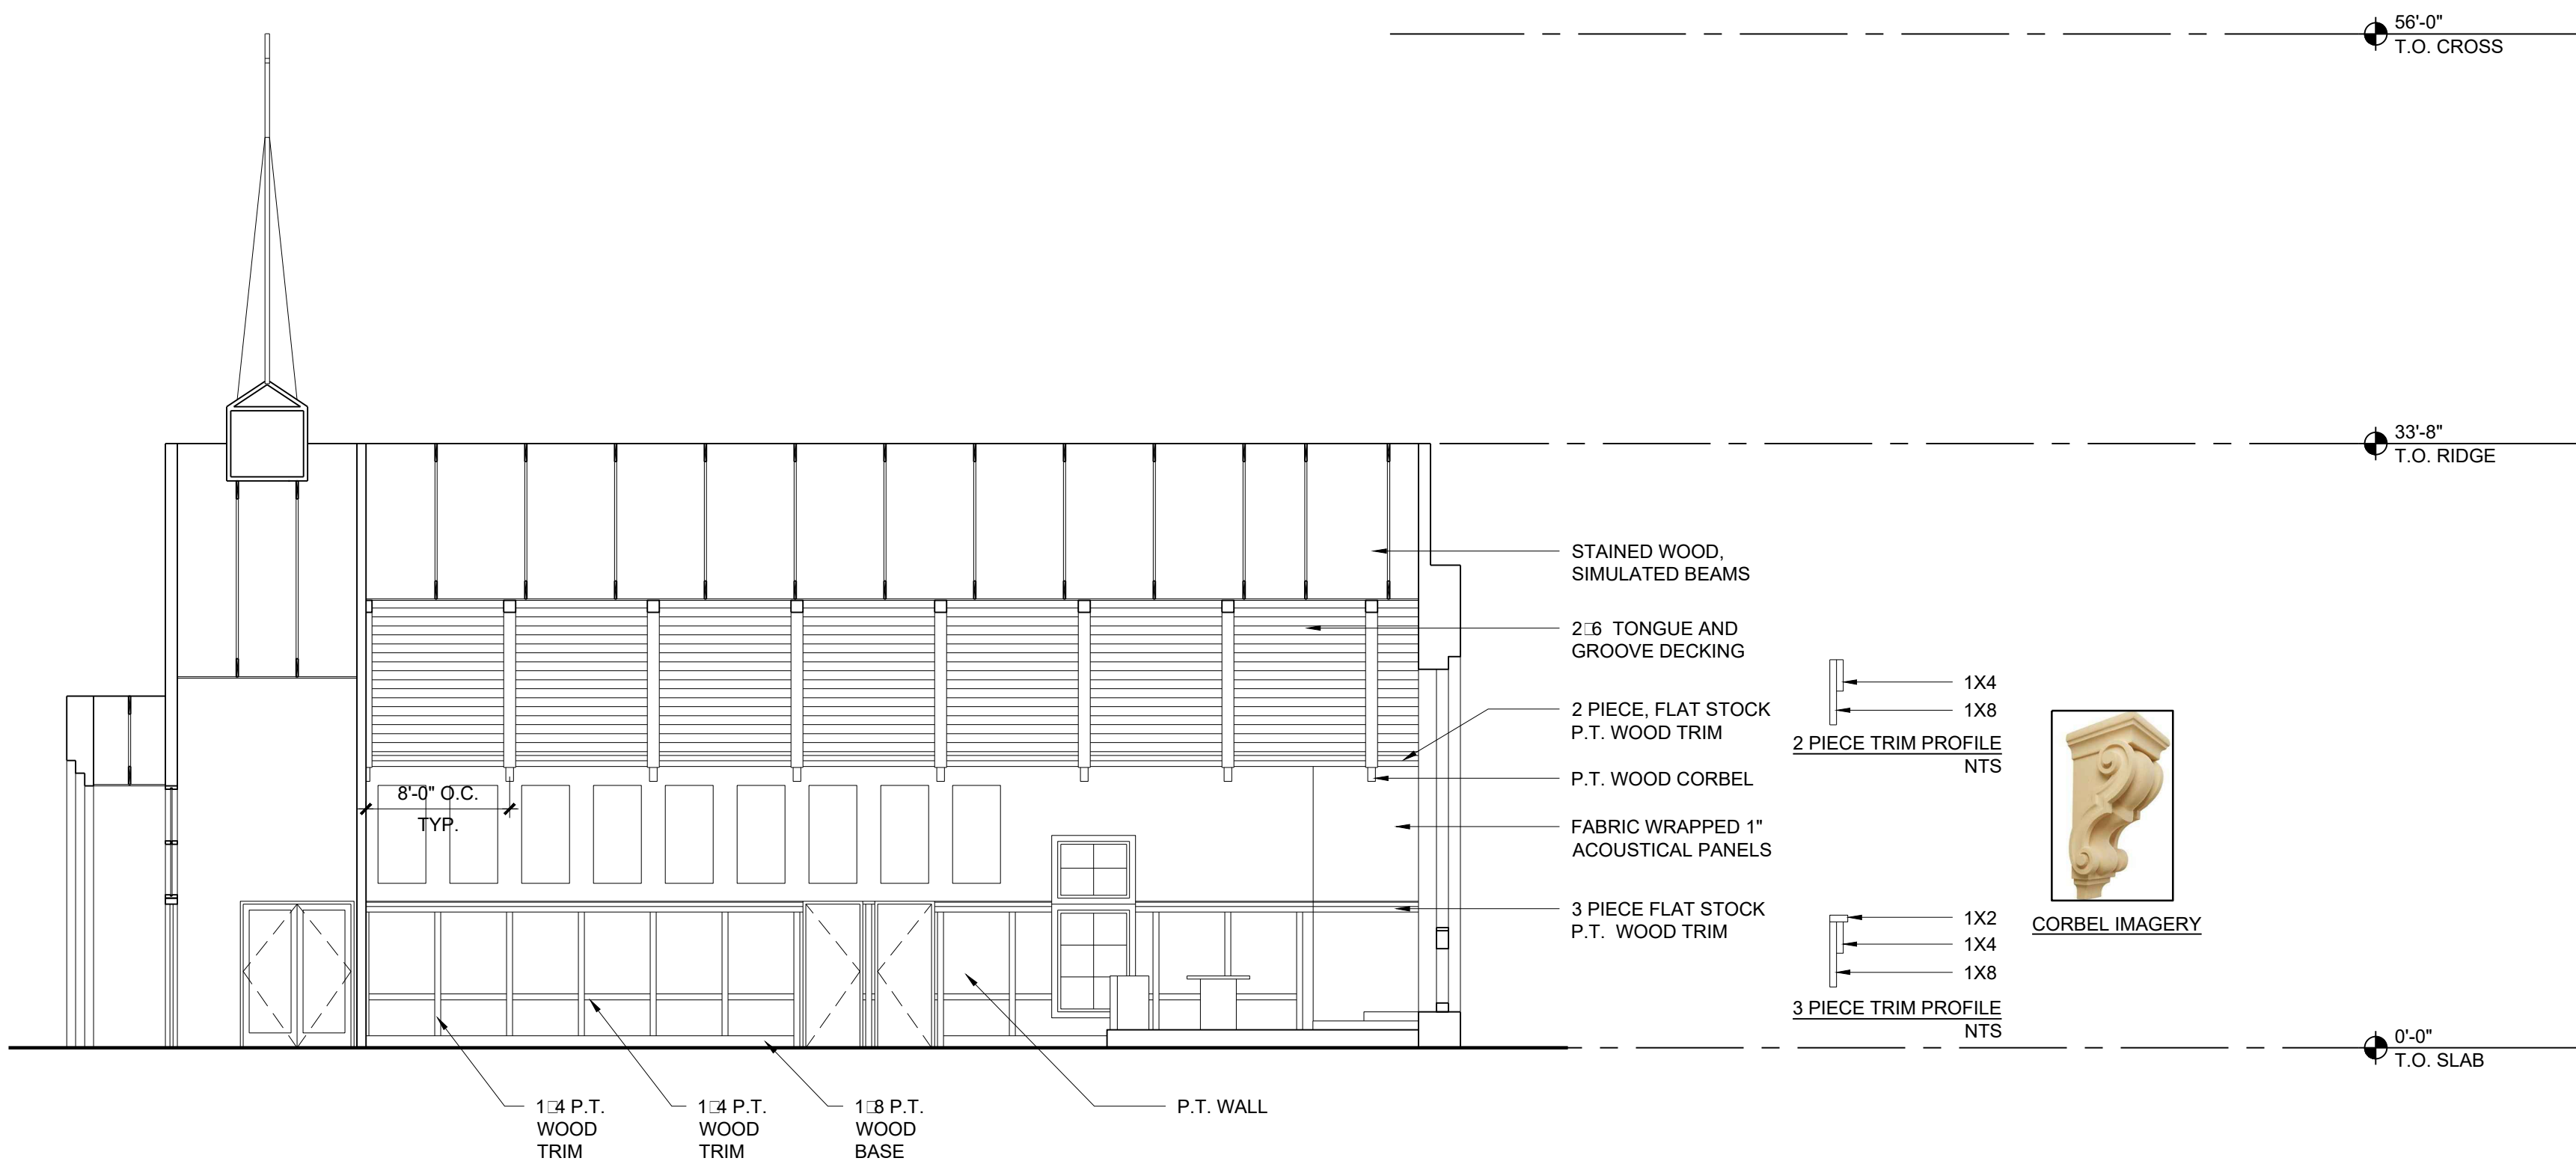 56'-0"
T.O. CROSS
33'-8"
T.O. RIDGE
STAINED WOOD,
SIMULATED BEAMS
2□6 TONGUE AND
GROOVE DECKING
2 PIECE, FLAT STOCK
P.T. WOOD TRIM
1X4
1X8
2 PIECE TRIM PROFILE
NTS
P.T. WOOD CORBEL
8'-0" O.C.
TYP.
FABRIC WRAPPED 1"
ACOUSTICAL PANELS
3 PIECE FLAT STOCK
P.T. WOOD TRIM
1X2
1X4
1X8
3 PIECE TRIM PROFILE
NTS
CORBEL IMAGERY
0'-0"
T.O. SLAB
1□4 P.T.
WOOD
TRIM
1□4 P.T.
WOOD
TRIM
1□8 P.T.
WOOD
BASE
P.T. WALL